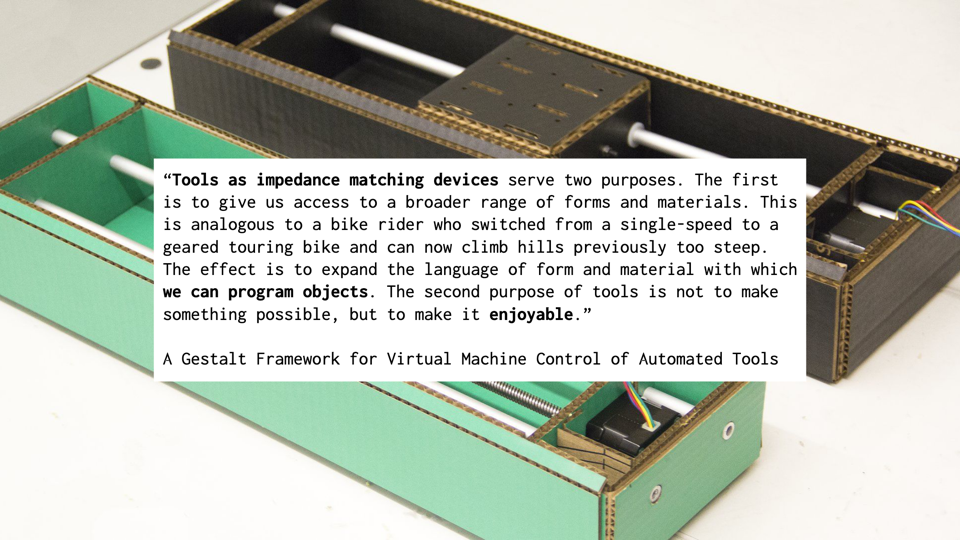 “Tools as impedance matching devices serve two purposes. The first
is to give us access to a broader range of forms and materials. This
is analogous to a bike rider who switched from a single-speed to a
geared touring bike and can now climb hills previously too steep.
The effect is to expand the language of form and material with which
we can program objects. The second purpose of tools is not to make
something possible, but to make it enjoyable.”
A Gestalt Framework for Virtual Machine Control of Automated Tools